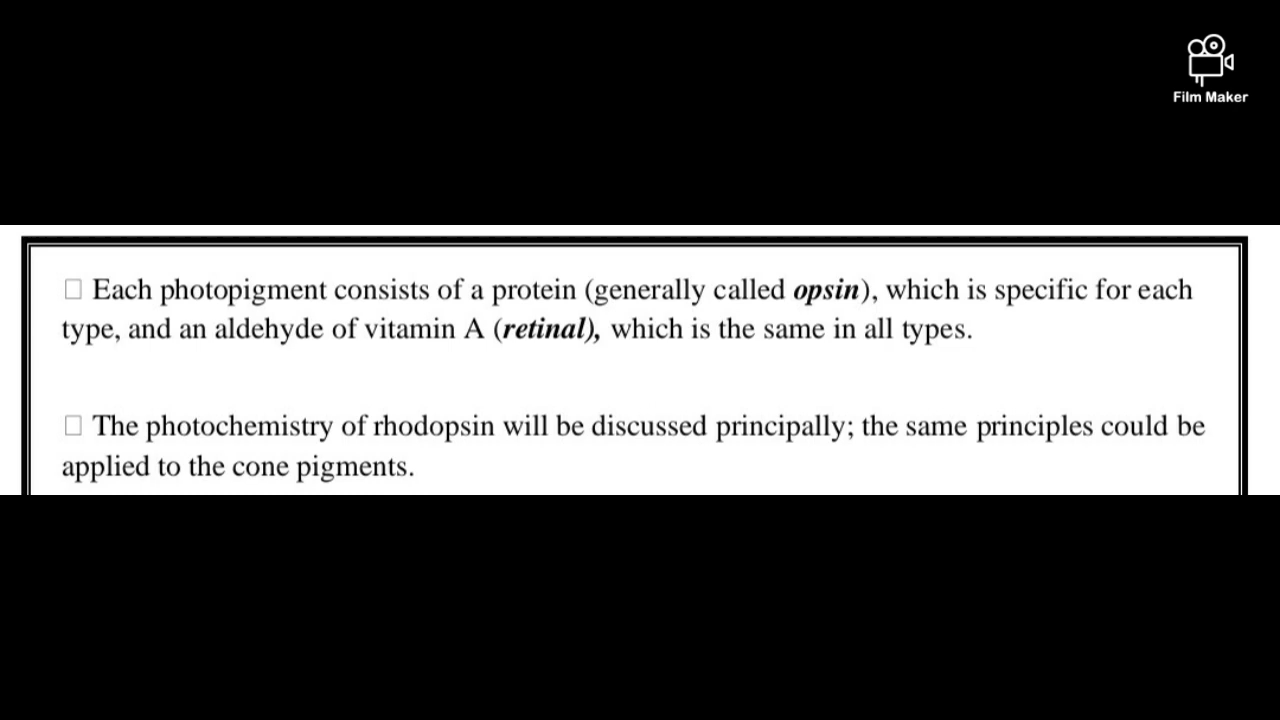 Film Maker
□ Each photopigment consists of a protein (generally called opsin), which is specific for each
type, and an aldehyde of vitamin A (retinal), which is the same in all types.
□ The photochemistry of rhodopsin will be discussed principally; the same principles could be
applied to the cone pigments.